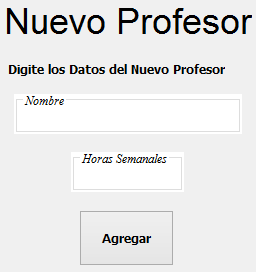 Nuevo Profesor
Digite los Datos del Nuevo Profesor
Nombre
Horas Semanales
Agregar